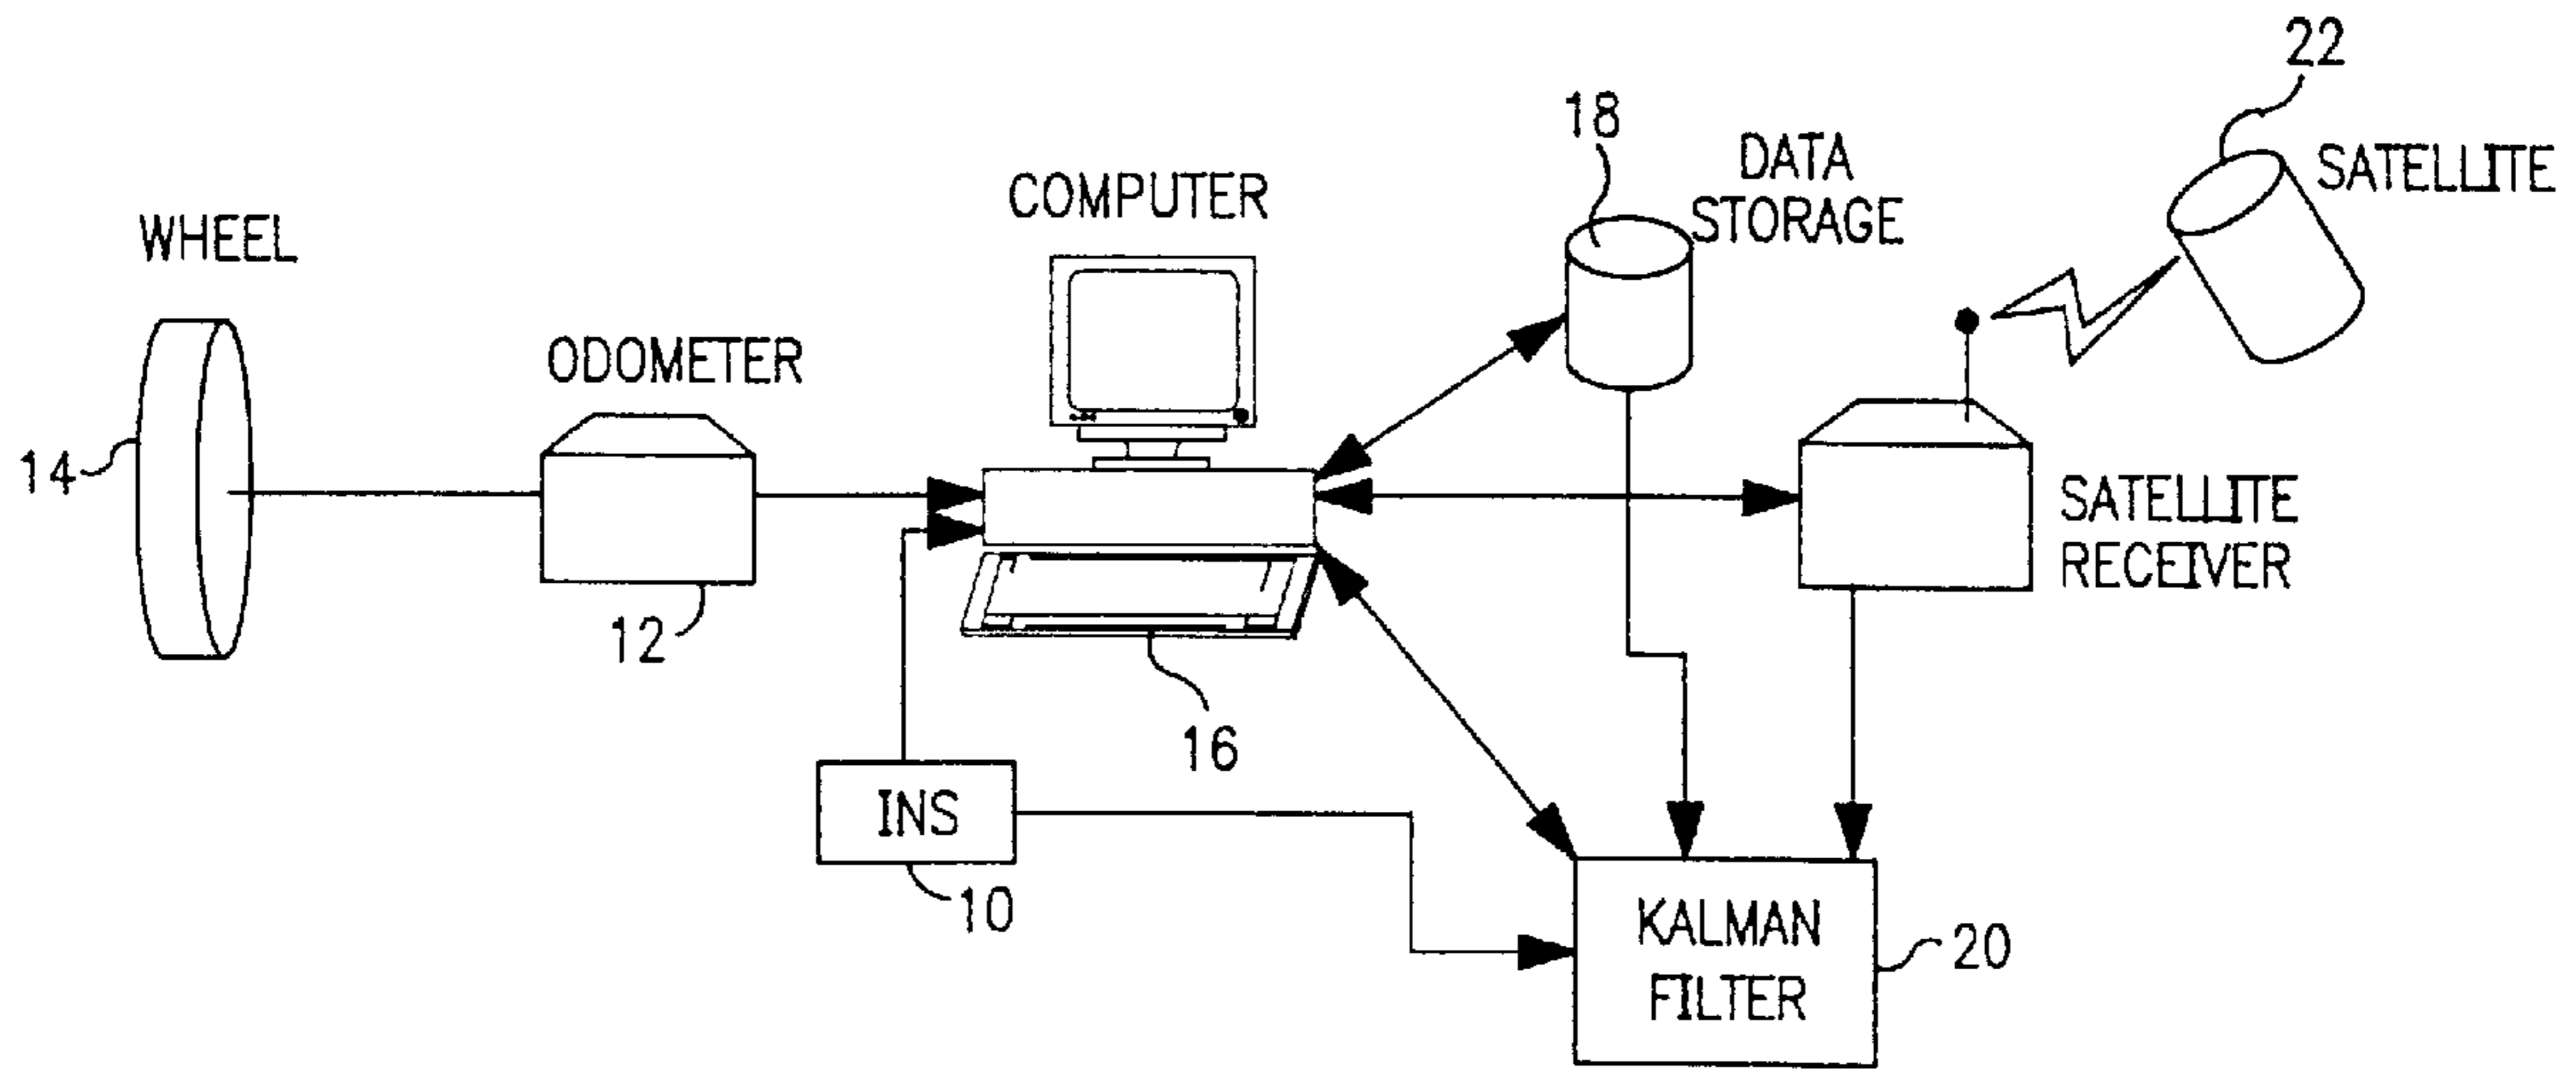 22
18
DATA
STORAGE
SATELLITE
COMPUTER
WHEEL
ODOMETER
14
SATELLITE
RECEIVER
12
16
INS
10
KALMAN
FILTER
20